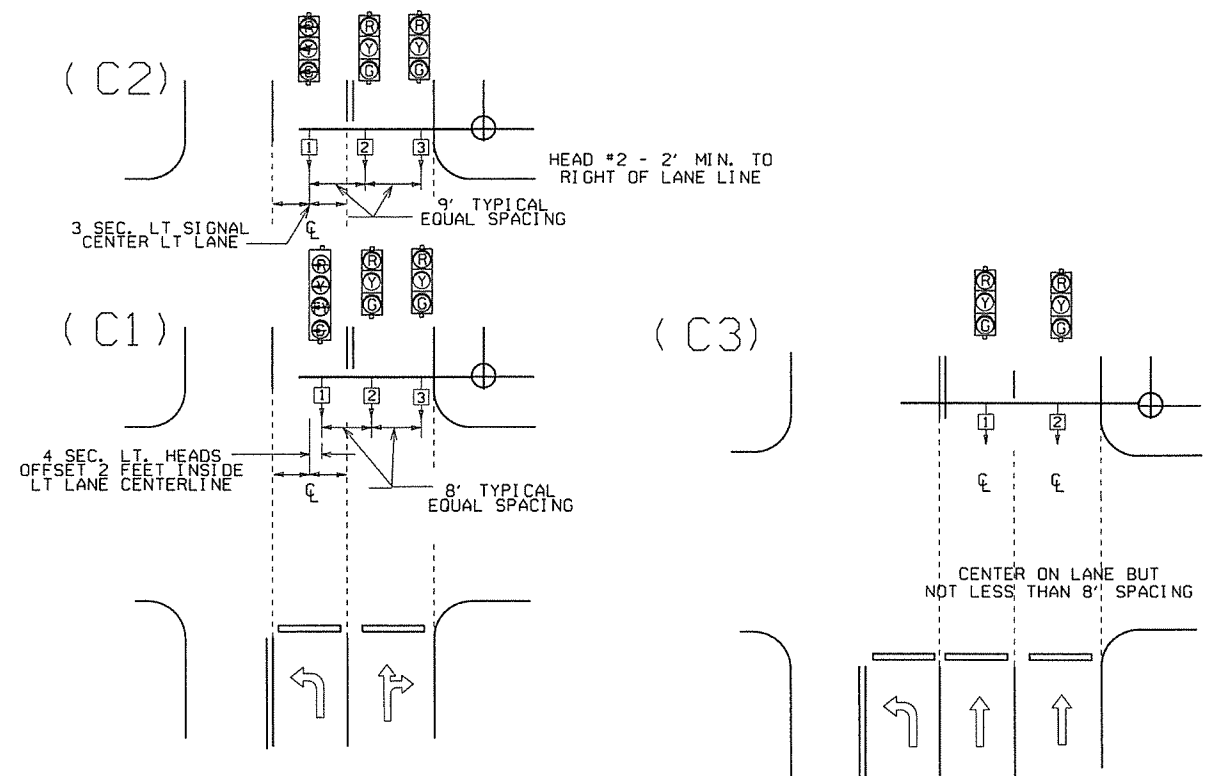 (C2)
R R R
Y Y Y
G G G
1 2 3
HEAD #2 - 2' MIN. TO
RIGHT OF LANE LINE
9' TYPICAL
EQUAL SPACING
3 SEC. LT SIGNAL
CENTER LT LANE
℄
(C1)
R R R
Y Y Y
FY G G
G
1 2 3
4 SEC. LT. HEADS
OFFSET 2 FEET INSIDE
LT LANE CENTERLINE
℄
8' TYPICAL
EQUAL SPACING
(C3)
R R
Y Y
G G
1 2
℄ ℄
CENTER ON LANE BUT
NOT LESS THAN 8' SPACING